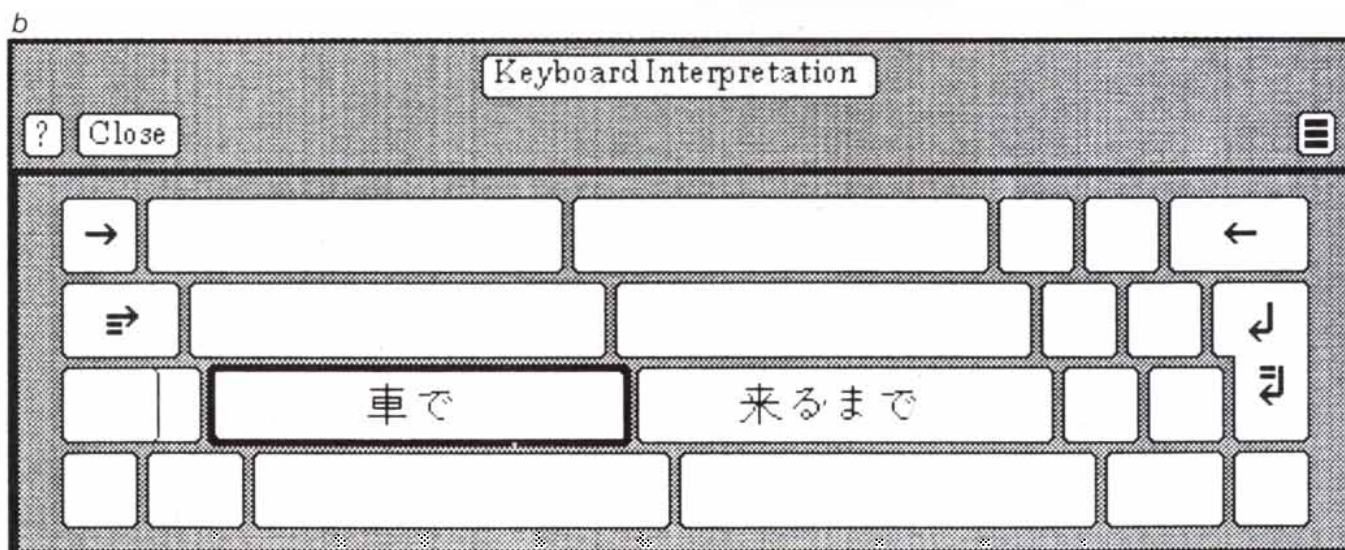 b
Keyboard Interpretation
? Close
→ ←
車で 来るまで